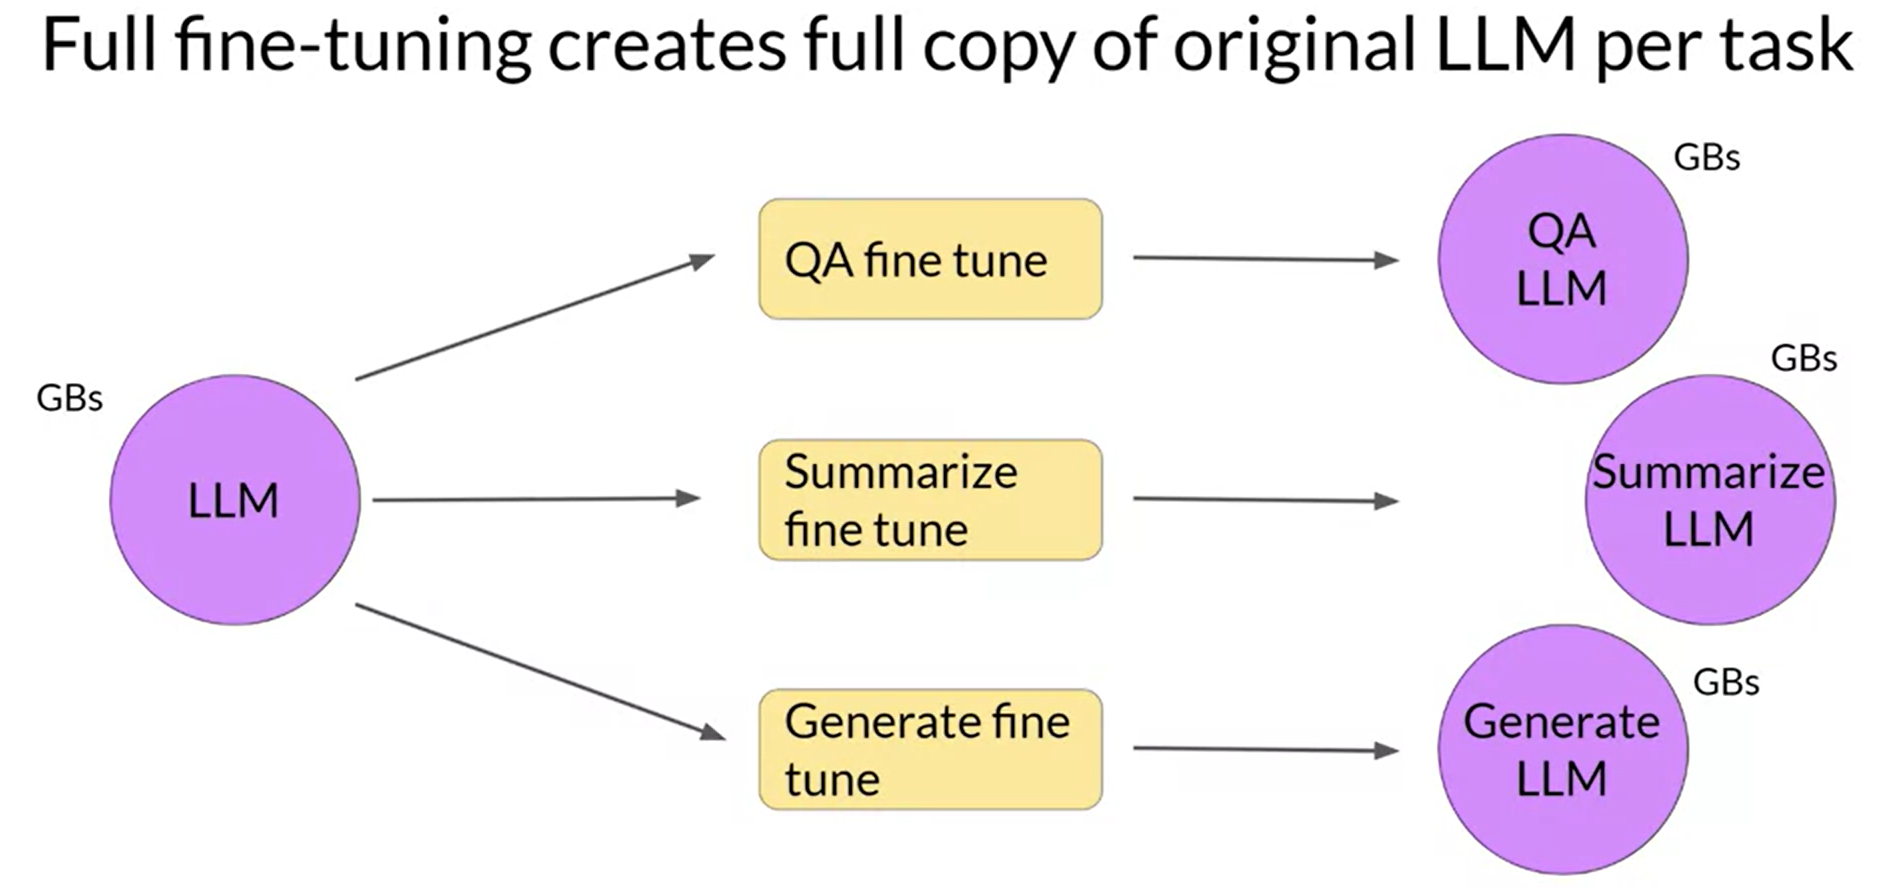 Full fine-tuning creates full copy of original LLM per task
GBs
LLM
QA fine tune
QA
LLM
GBs
Summarize
fine tune
Summarize
LLM
GBs
Generate fine
tune
Generate
LLM
GBs